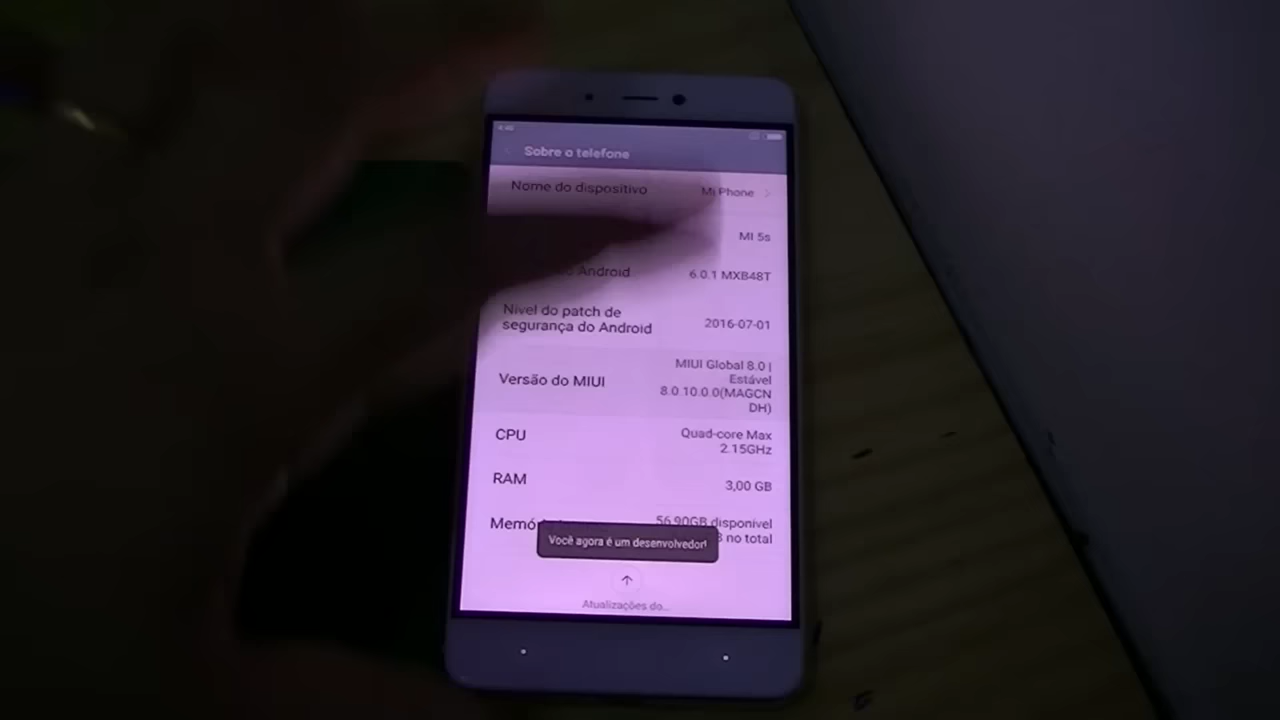 4:40
Sobre o telefone
Nome do dispositivo
Mi Phone
MI 5s
do Android
6.0.1 MXB48T
Nível do patch de
segurança do Android
2016-07-01
Versão do MIUI
MIUI Global 8.0 |
Estável
8.0.10.0.0(MAGCN
DH)
CPU
Quad-core Max
2.15GHz
RAM
3,00 GB
56,90GB disponível
no total
Você agora é um desenvolvedor!
Atualizações do...